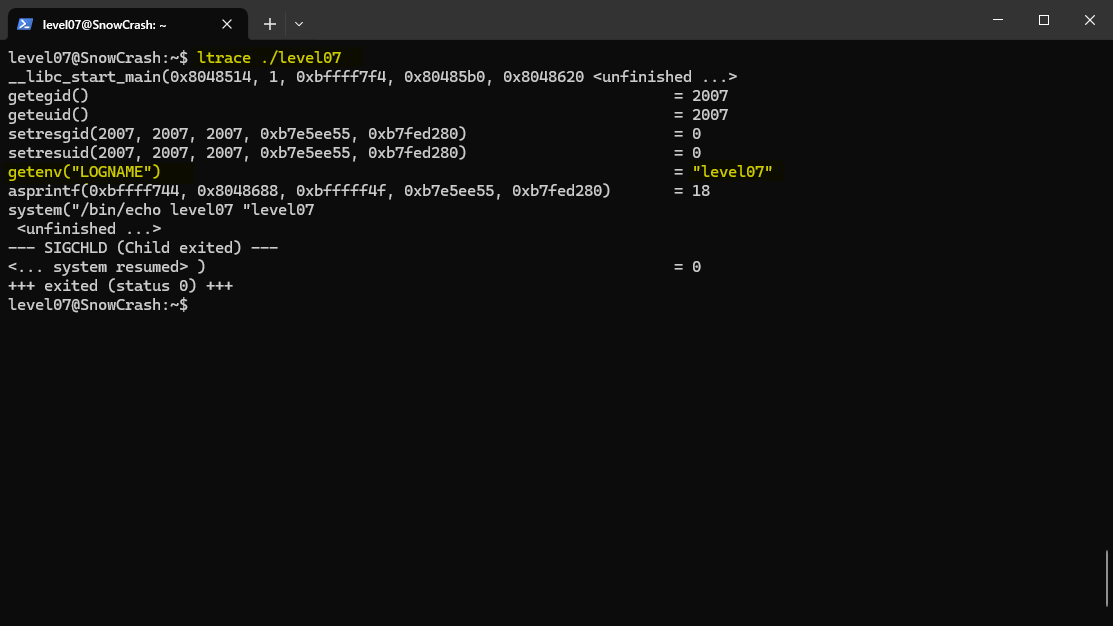 level07@SnowCrash: ~
level07@SnowCrash:~$ ltrace ./level07
__libc_start_main(0x8048514, 1, 0xbffff7f4, 0x80485b0, 0x8048620 <unfinished ...>
getegid() = 2007
geteuid() = 2007
setresgid(2007, 2007, 2007, 0xb7e5ee55, 0xb7fed280) = 0
setresuid(2007, 2007, 2007, 0xb7e5ee55, 0xb7fed280) = 0
getenv("LOGNAME") = "level07"
asprintf(0xbffff744, 0x8048688, 0xbfffff4f, 0xb7e5ee55, 0xb7fed280) = 18
system("/bin/echo level07 "level07
 <unfinished ...>
--- SIGCHLD (Child exited) ---
<... system resumed> ) = 0
+++ exited (status 0) +++
level07@SnowCrash:~$